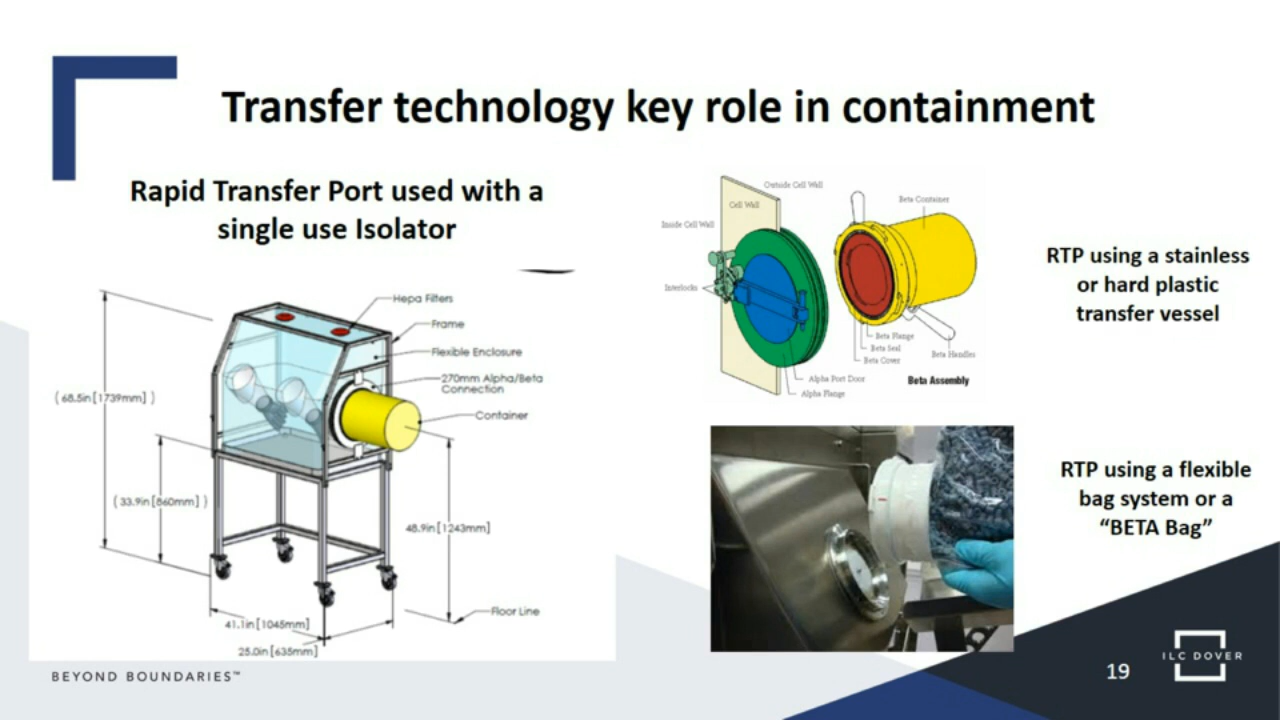 Transfer technology key role in containment
Rapid Transfer Port used with a
single use Isolator
Hepa Filters
Frame
Flexible Enclosure
270mm Alpha/Beta
Connection
Container
( 68.5in[1739mm] )
( 33.9in[860mm] )
48.9in[1243mm]
Floor Line
41.1in[1045mm]
25.0in[635mm]
Outside Cell Wall
Cell Wall
Inside Cell Wall
Interlocks
Beta Container
Beta Flange
Beta Seal
Beta Cover
Beta Handles
Alpha Port Door
Alpha Flange
Beta Assembly
RTP using a stainless
or hard plastic
transfer vessel
RTP using a flexible
bag system or a
“BETA Bag”
BEYOND BOUNDARIES™
19
ILC DOVER